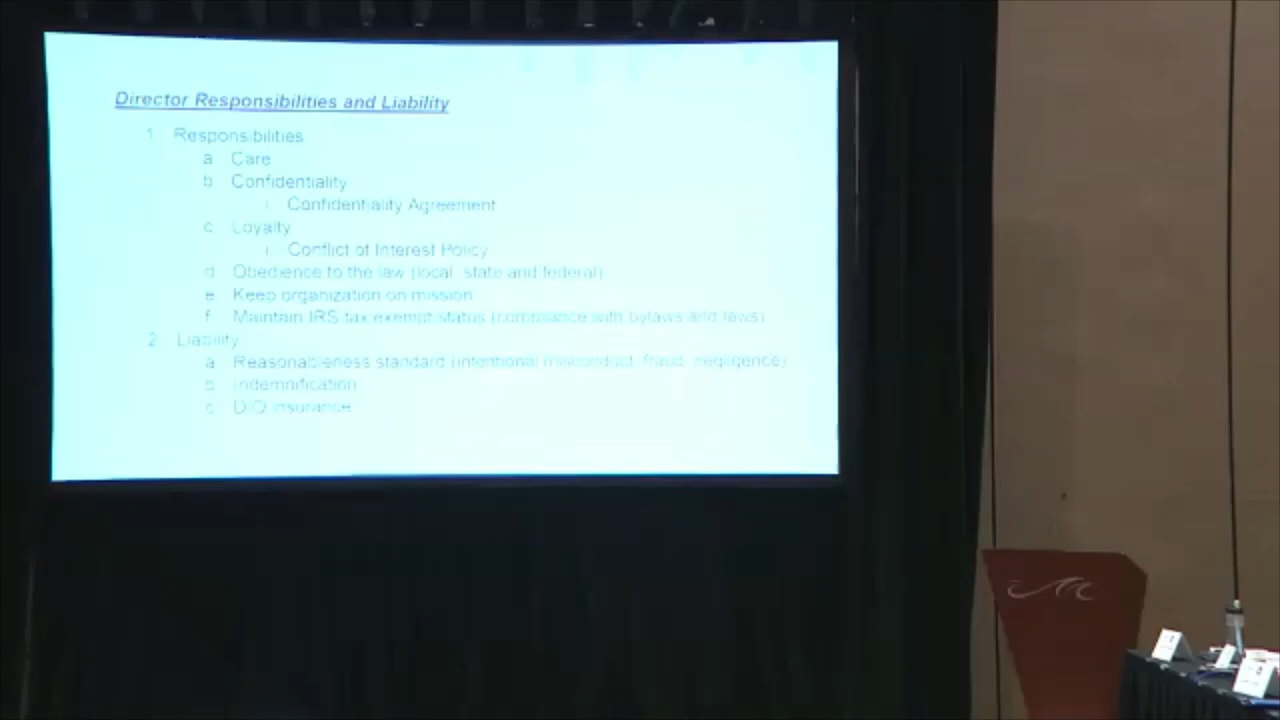 Director Responsibilities and Liability
1 Responsibilities
a Care
b Confidentiality
i Confidentiality Agreement
c Loyalty
i Conflict of Interest Policy
d Obedience to the law (local, state and federal)
e Keep organization on mission
f Maintain IRS tax exempt status (compliance with bylaws and laws)
2 Liability
a Reasonableness standard (intentional misconduct, fraud, negligence)
b Indemnification
c D/O insurance